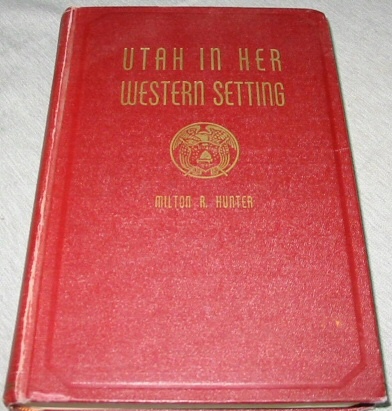 UTAH IN HER
WESTERN SETTING
MILTON R. HUNTER